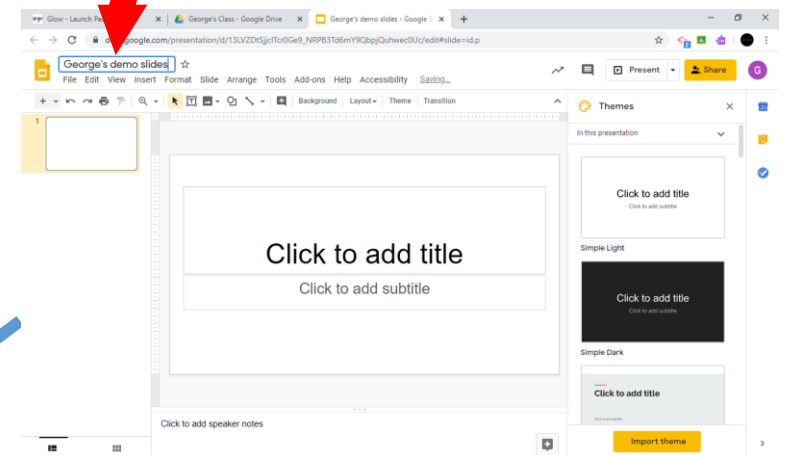 Glow - Launch Pa × George's Class - Google Drive × George's demo slides - Google S × +
google.com/presentation/d/13LVZDtSjjclTcr0Ge9_NRPB3Td6mY9QbpjQuhwec0Uc/edit#slide=id.p
George's demo slides
File Edit View Insert Format Slide Arrange Tools Add-ons Help Accessibility Saving...
Present Share G
Background Layout Theme Transition
Themes
1
In this presentation
Click to add title
Click to add subtitle
Simple Light
Click to add title
Click to add subtitle
Click to add title
Click to add subtitle
Simple Dark
Click to add title
Click to add speaker notes
Import theme